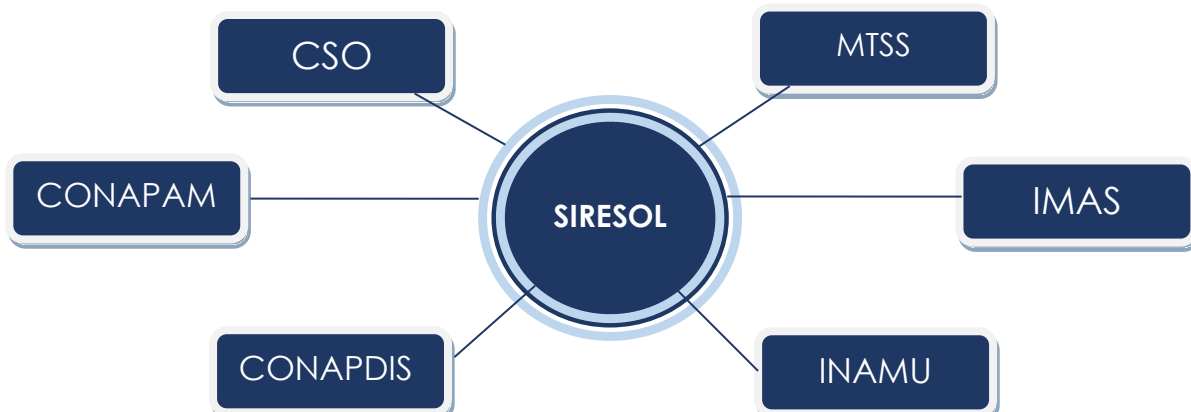 CSO
MTSS
CONAPAM
IMAS
SIRESOL
CONAPDIS
INAMU